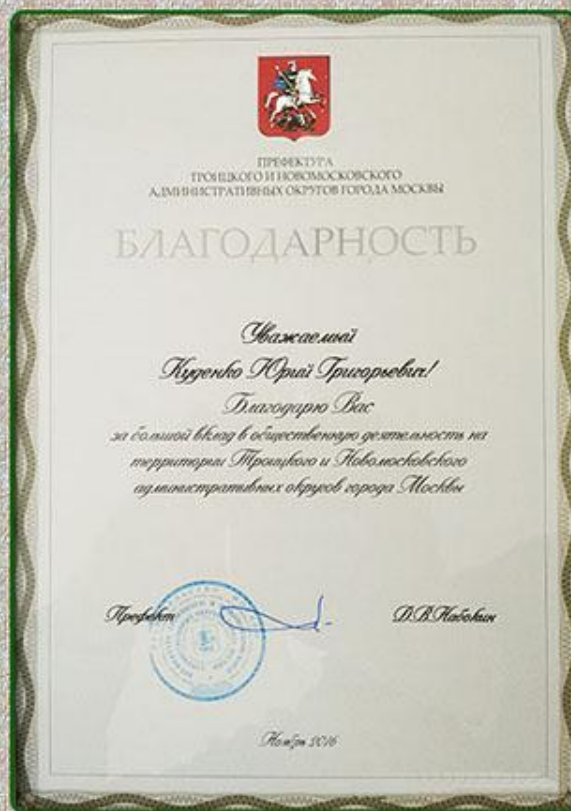 ПРЕФЕКТУРА
ТРОИЦКОГО И НОВОМОСКОВСКОГО
АДМИНИСТРАТИВНЫХ ОКРУГОВ ГОРОДА МОСКВЫ
БЛАГОДАРНОСТЬ
Уважаемый
Куденко Юрий Григорьевич!
Благодарю Вас
за большой вклад в общественную деятельность на
территории Троицкого и Новомосковского
административных округов города Москвы
Префект Д.В.Набокин
Ноябрь 2016